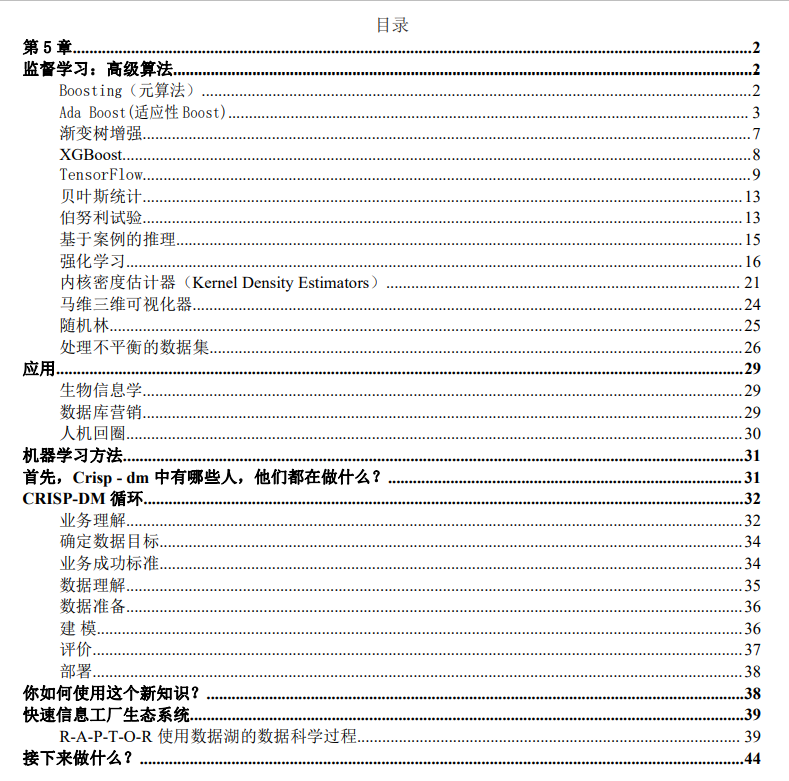 目录
第 5 章 2
监督学习：高级算法 2
Boosting（元算法） 2
Ada Boost(适应性 Boost) 3
渐变树增强 7
XGBoost 8
TensorFlow 9
贝叶斯统计 13
伯努利试验 13
基于案例的推理 15
强化学习 16
内核密度估计器（Kernel Density Estimators） 21
马维三维可视化器 24
随机林 25
处理不平衡的数据集 26
应用 29
生物信息学 29
数据库营销 29
人机回圈 30
机器学习方法 31
首先，Crisp - dm 中有哪些人，他们都在做什么？ 31
CRISP-DM 循环 32
业务理解 32
确定数据目标 34
业务成功标准 34
数据理解 35
数据准备 36
建 模 36
评价 37
部署 38
你如何使用这个新知识？ 38
快速信息工厂生态系统 39
R-A-P-T-O-R 使用数据湖的数据科学过程 39
接下来做什么？ 44